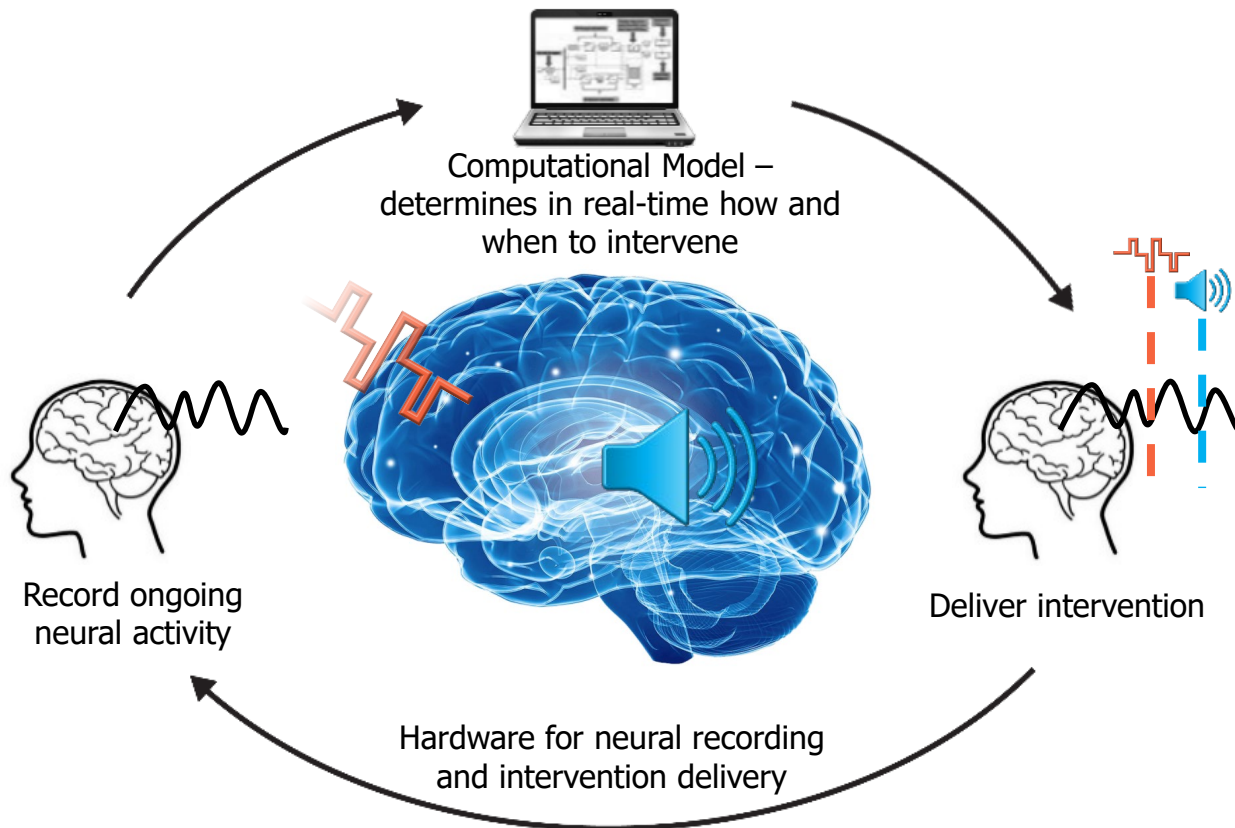 Computational Model –
determines in real-time how and
when to intervene
Record ongoing
neural activity
Deliver intervention
Hardware for neural recording
and intervention delivery